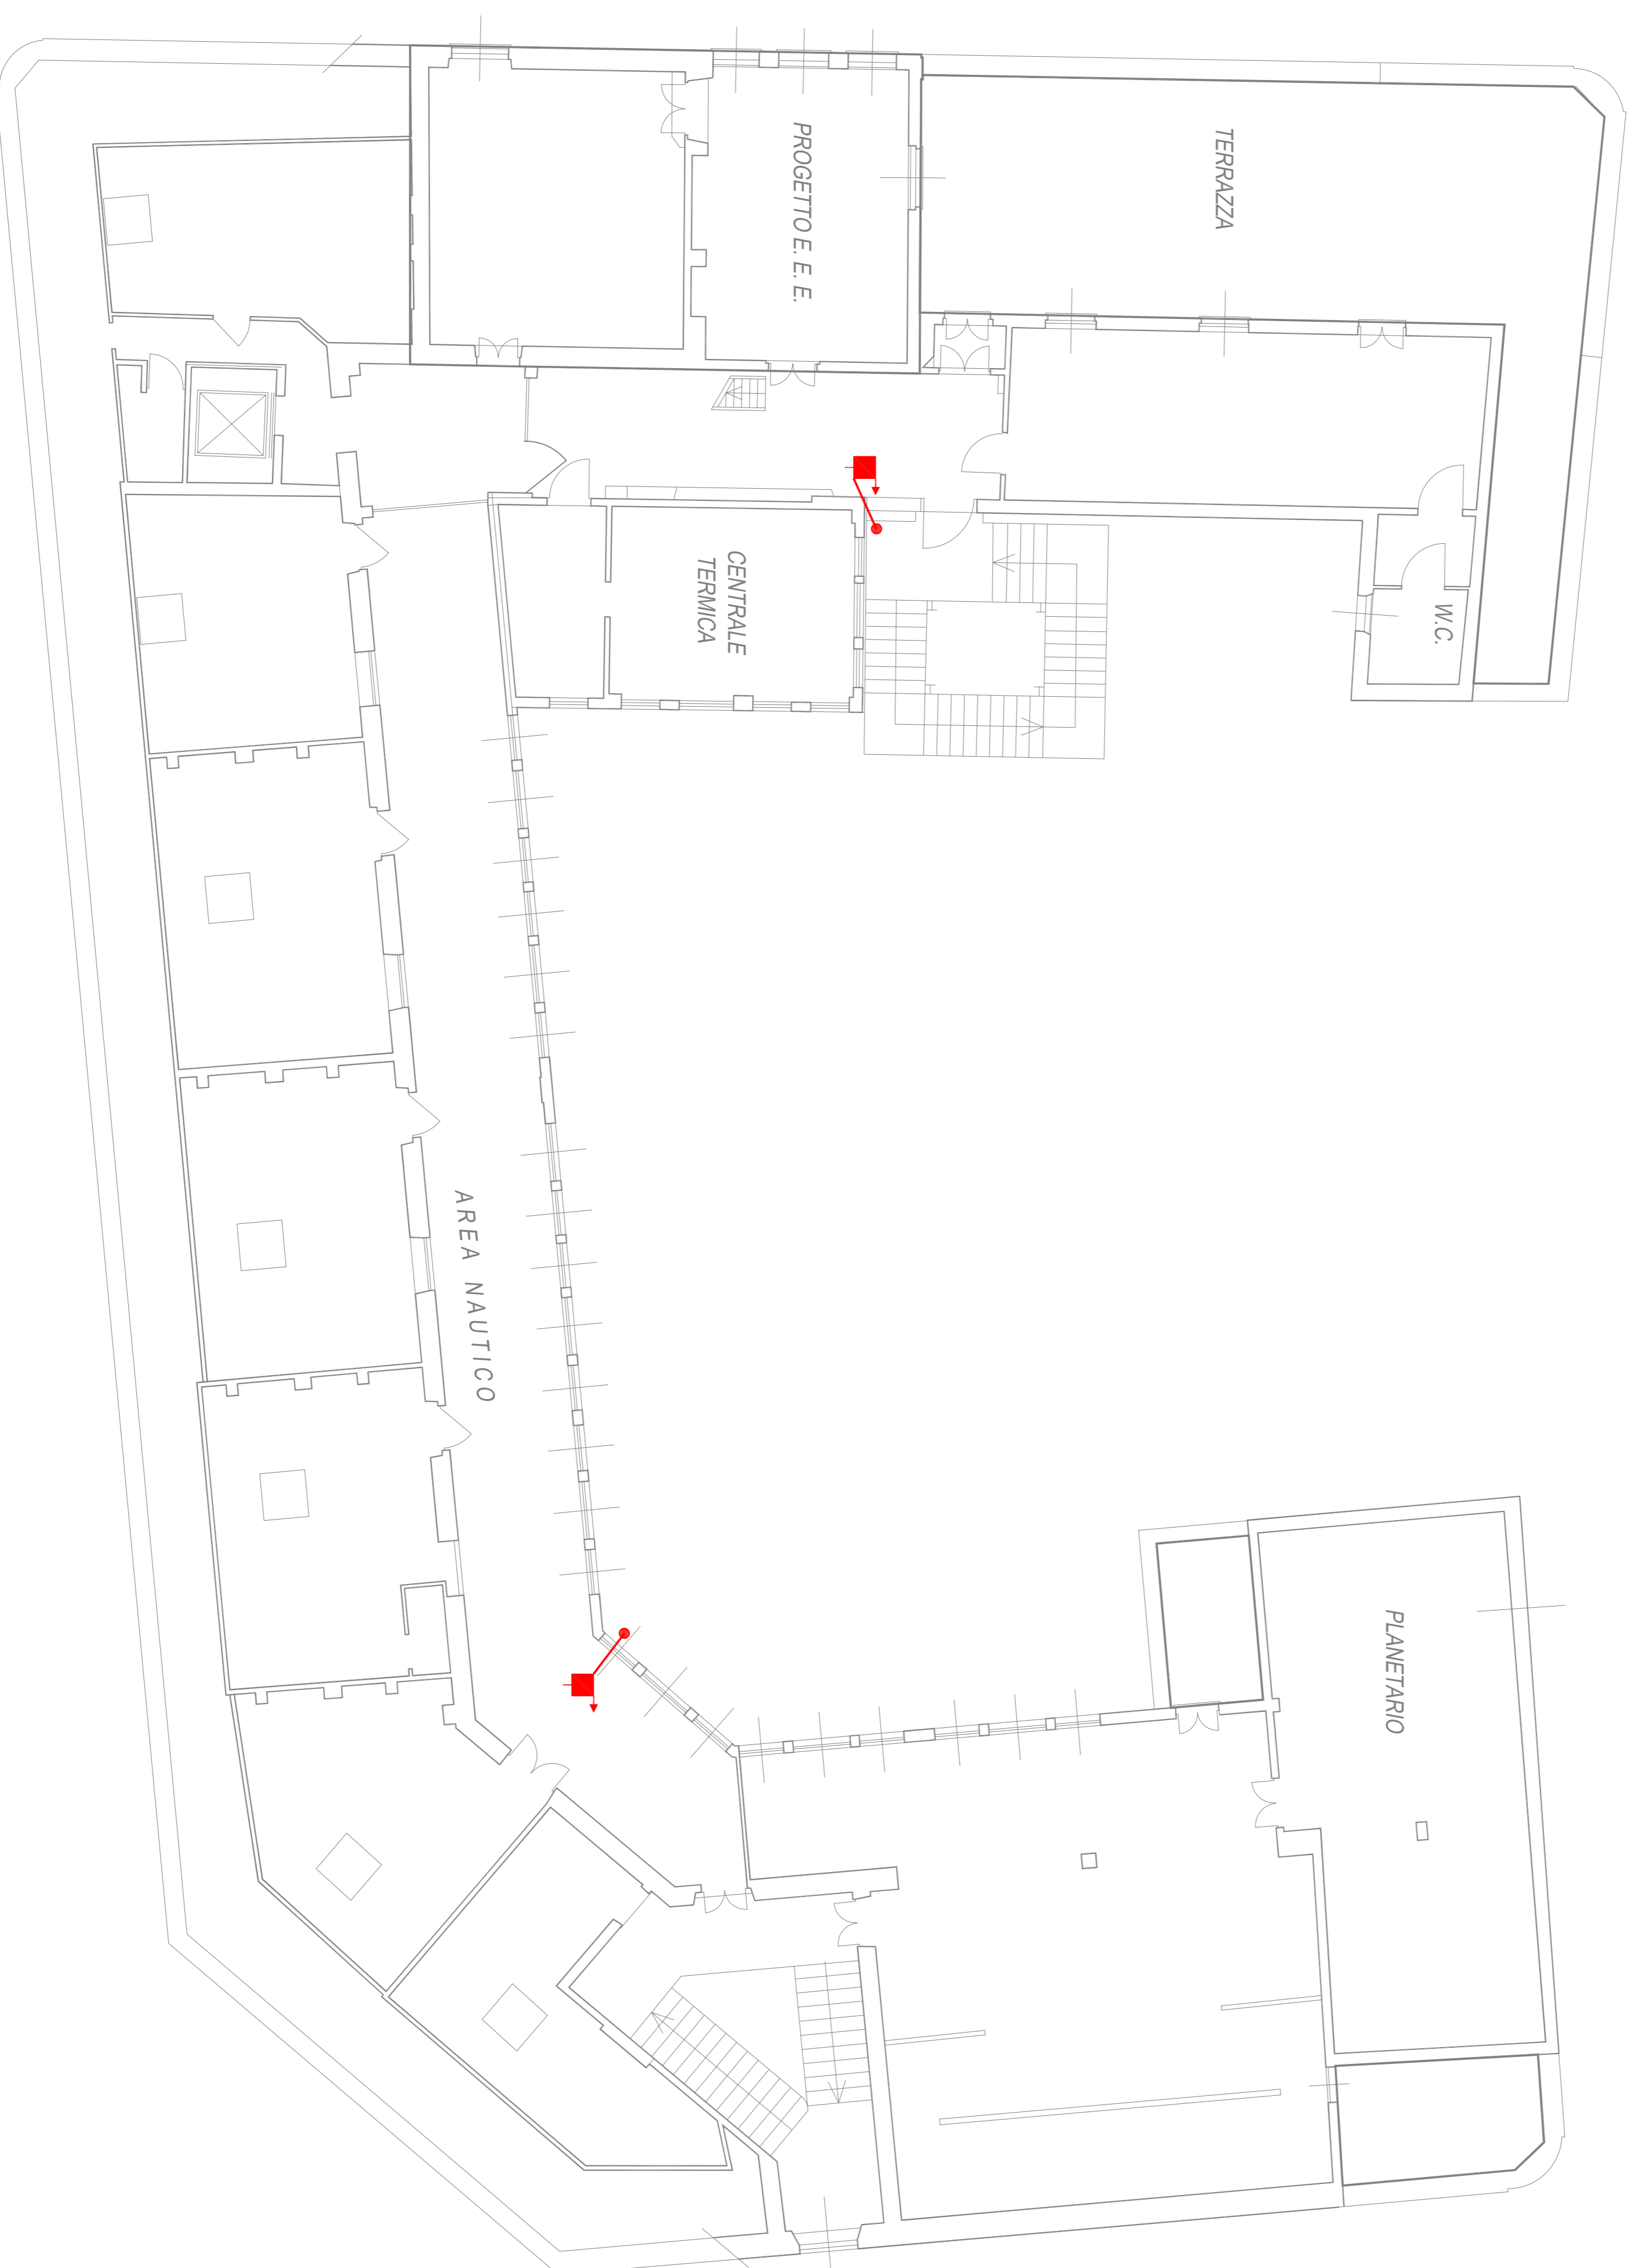 PROGETTO E. E. E.
TERRAZZA
CENTRALE
TERMICA
W.C.
AREA NAUTICO
PLANETARIO